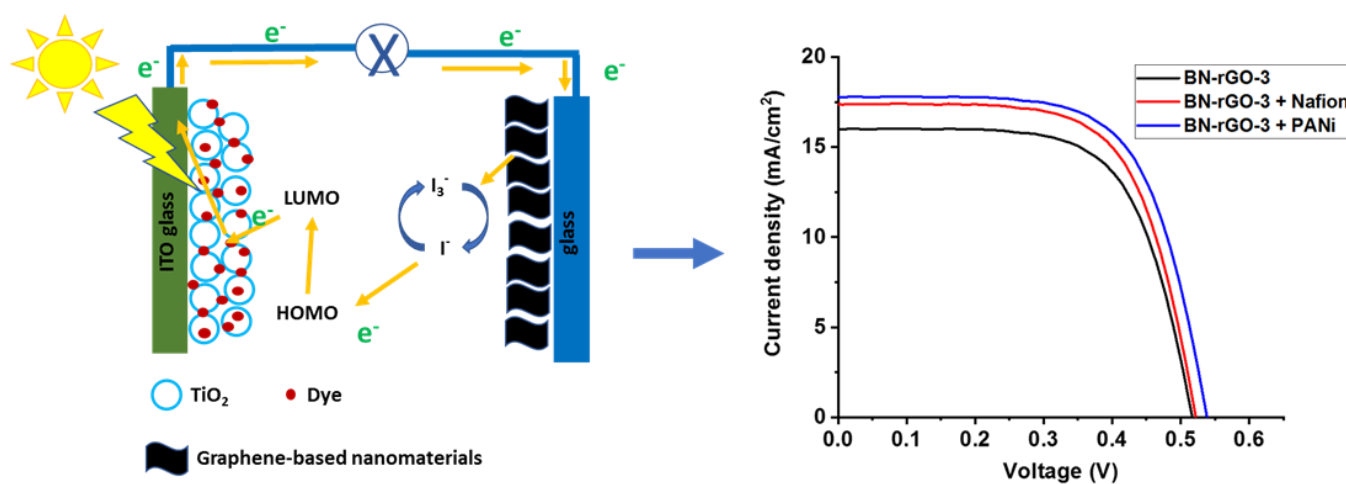 e-
e-
e-
e-
X
ITO glass
LUMO
e-
HOMO
e-
I3-
I-
glass
TiO2
Dye
Graphene-based nanomaterials
BN-rGO-3
BN-rGO-3 + Nafion
BN-rGO-3 + PANi
Current density (mA/cm²)
20
15
10
5
0
0.0 0.1 0.2 0.3 0.4 0.5 0.6
Voltage (V)